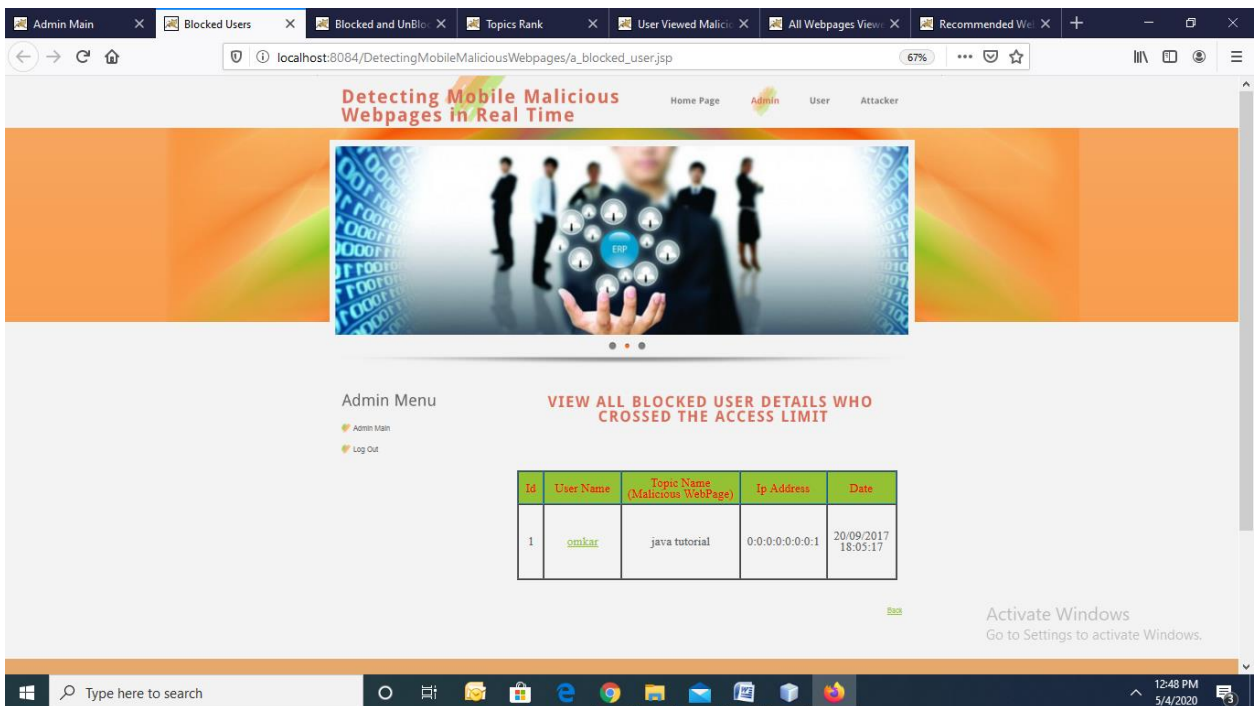 Admin Main
Blocked Users
Blocked and UnBloc
Topics Rank
User Viewed Malicio
All Webpages Viewe
Recommended Wel
localhost:8084/DetectingMobileMaliciousWebpages/a_blocked_user.jsp
67%
Detecting Mobile Malicious
Webpages in Real Time
Home Page
Admin
User
Attacker
ERP
Admin Menu
Admin Main
Log Out
VIEW ALL BLOCKED USER DETAILS WHO
CROSSED THE ACCESS LIMIT
Id
User Name
Topic Name
(Malicious WebPage)
Ip Address
Date
1
omkar
java tutorial
0:0:0:0:0:0:0:1
20/09/2017
18:05:17
Back
Activate Windows
Go to Settings to activate Windows.
Type here to search
12:48 PM
5/4/2020
3